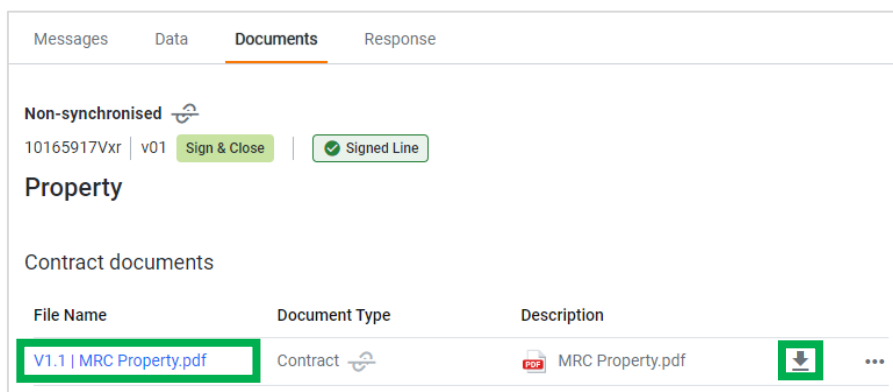 Messages Data Documents Response
Non-synchronised
10165917Vxr | v01 Sign & Close | Signed Line
Property
Contract documents
File Name Document Type Description
V1.1 | MRC Property.pdf Contract PDF MRC Property.pdf